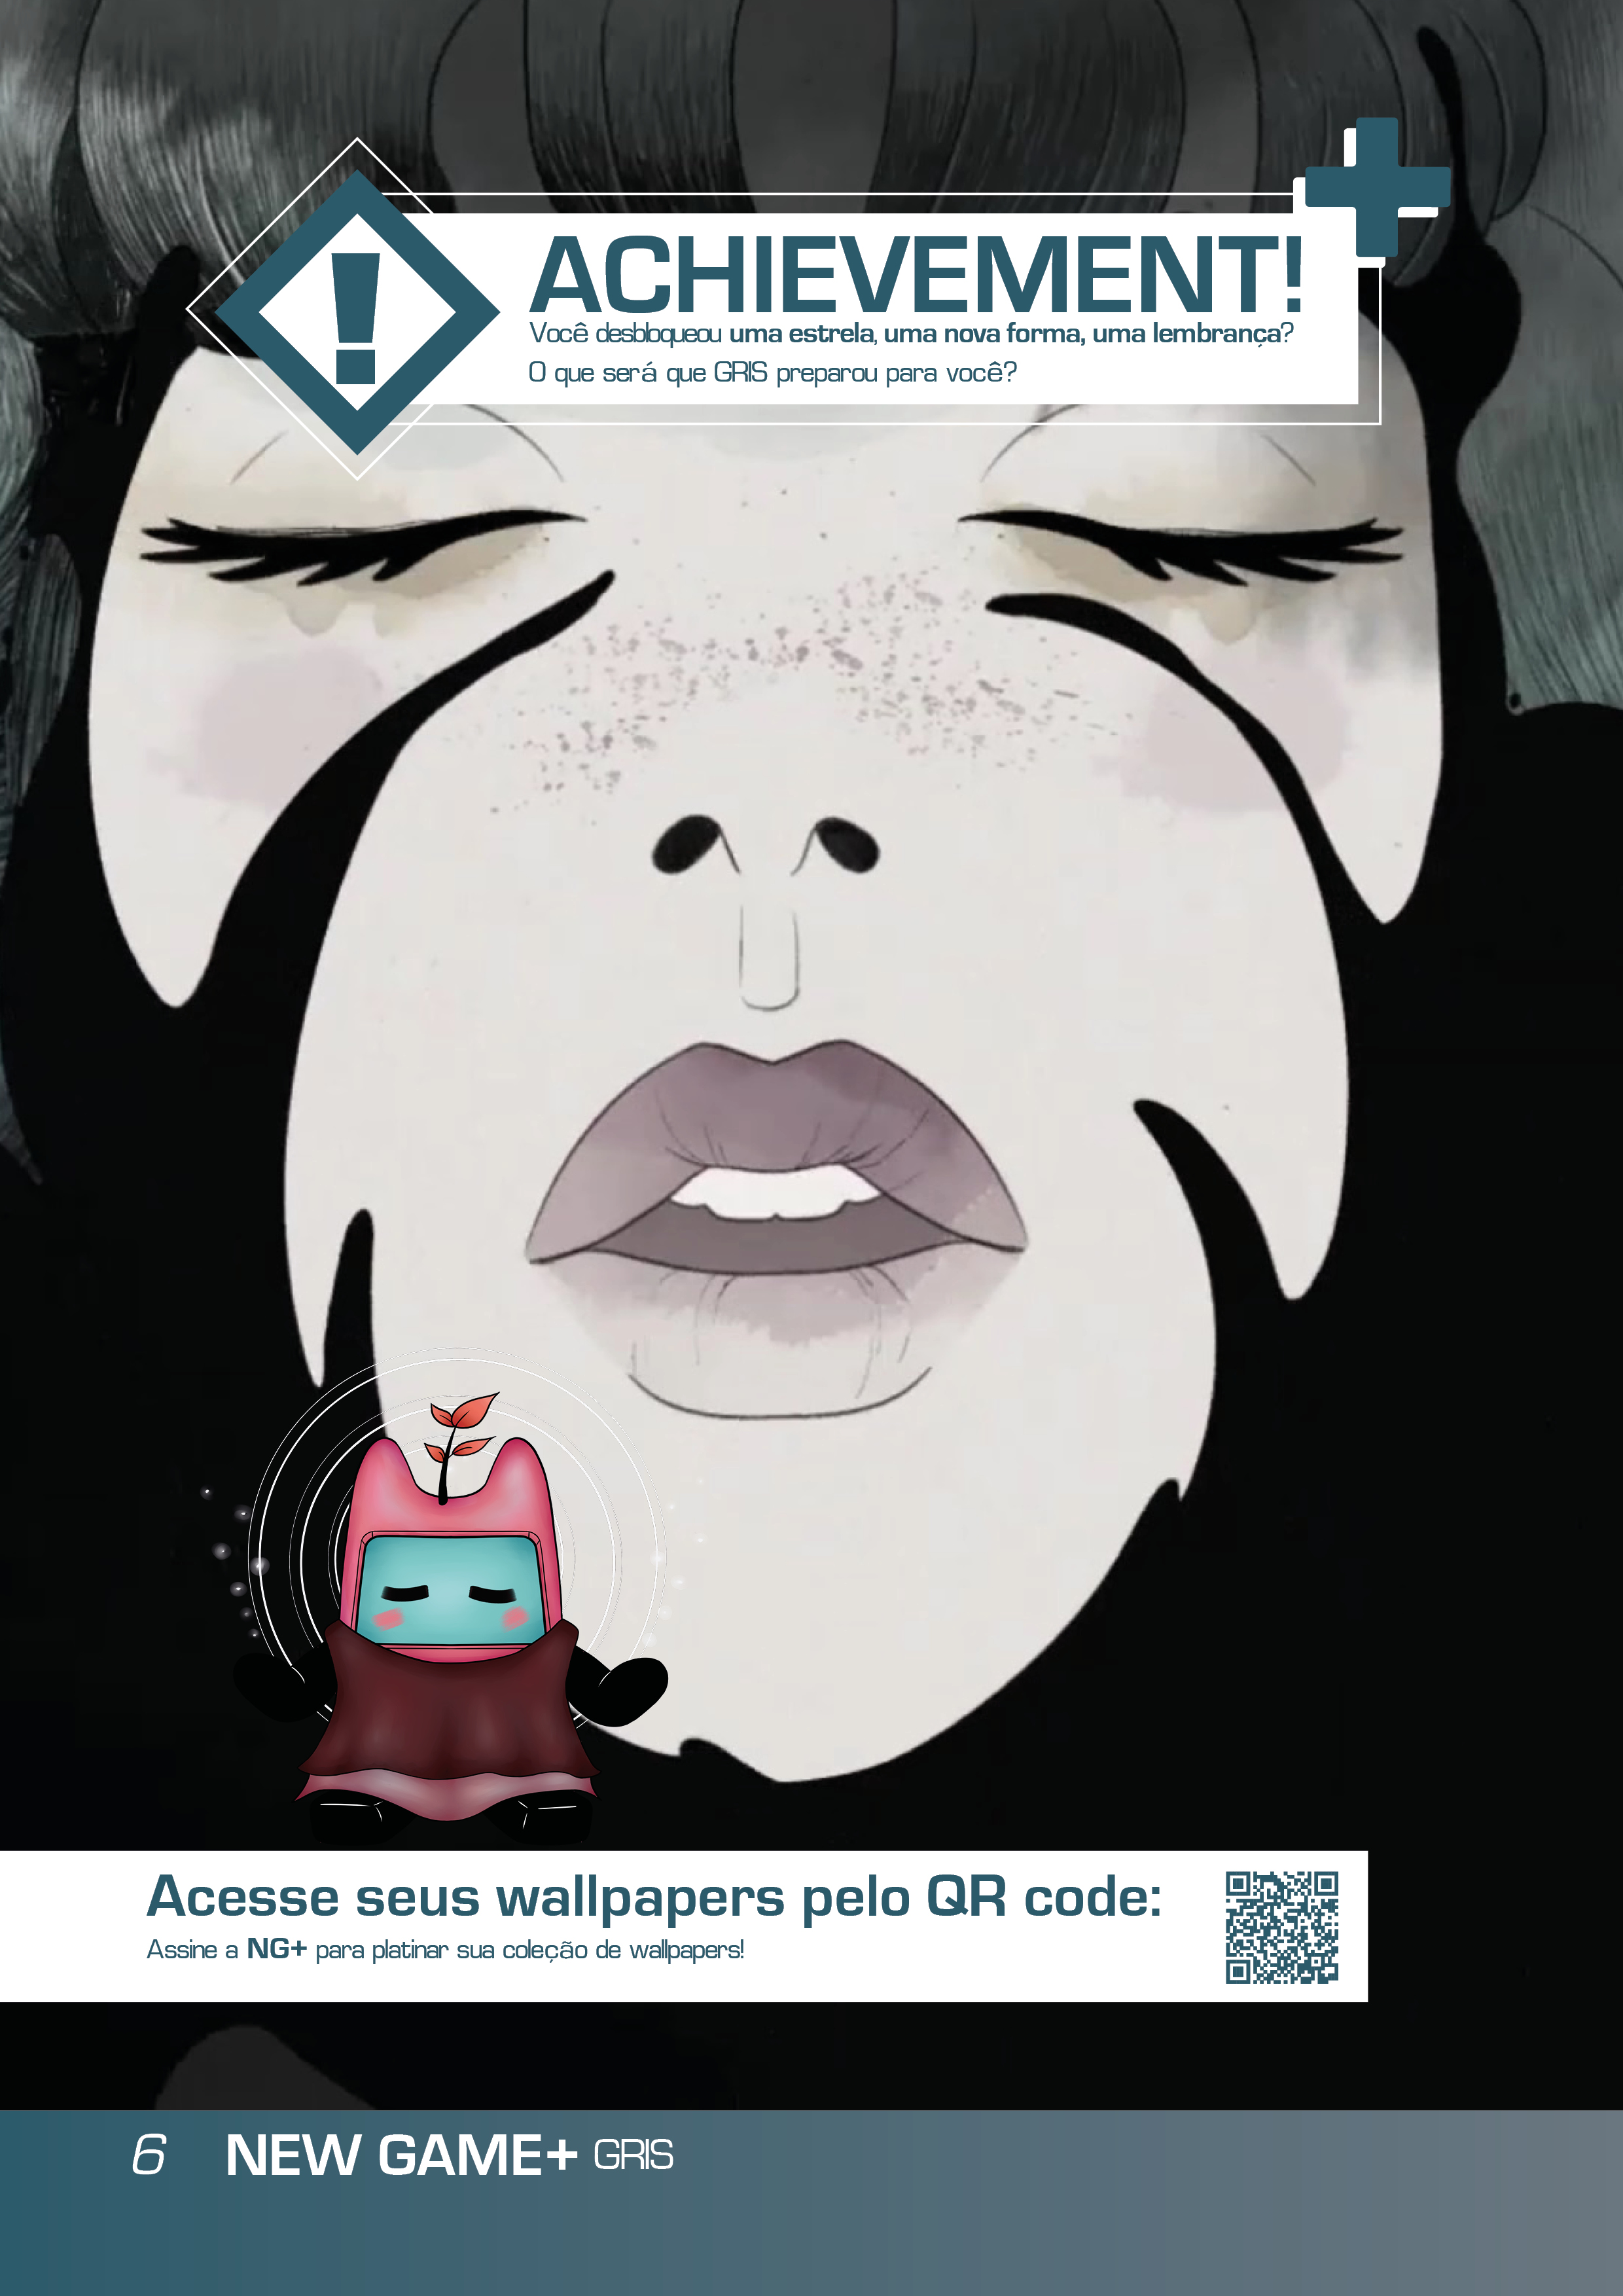 ACHIEVEMENT!
Você desbloqueou uma estrela, uma nova forma, uma lembrança?
O que será que GRIS preparou para você?
Acesse seus wallpapers pelo QR code:
Assine a NG+ para platinar sua coleção de wallpapers!
6 NEW GAME+ GRIS